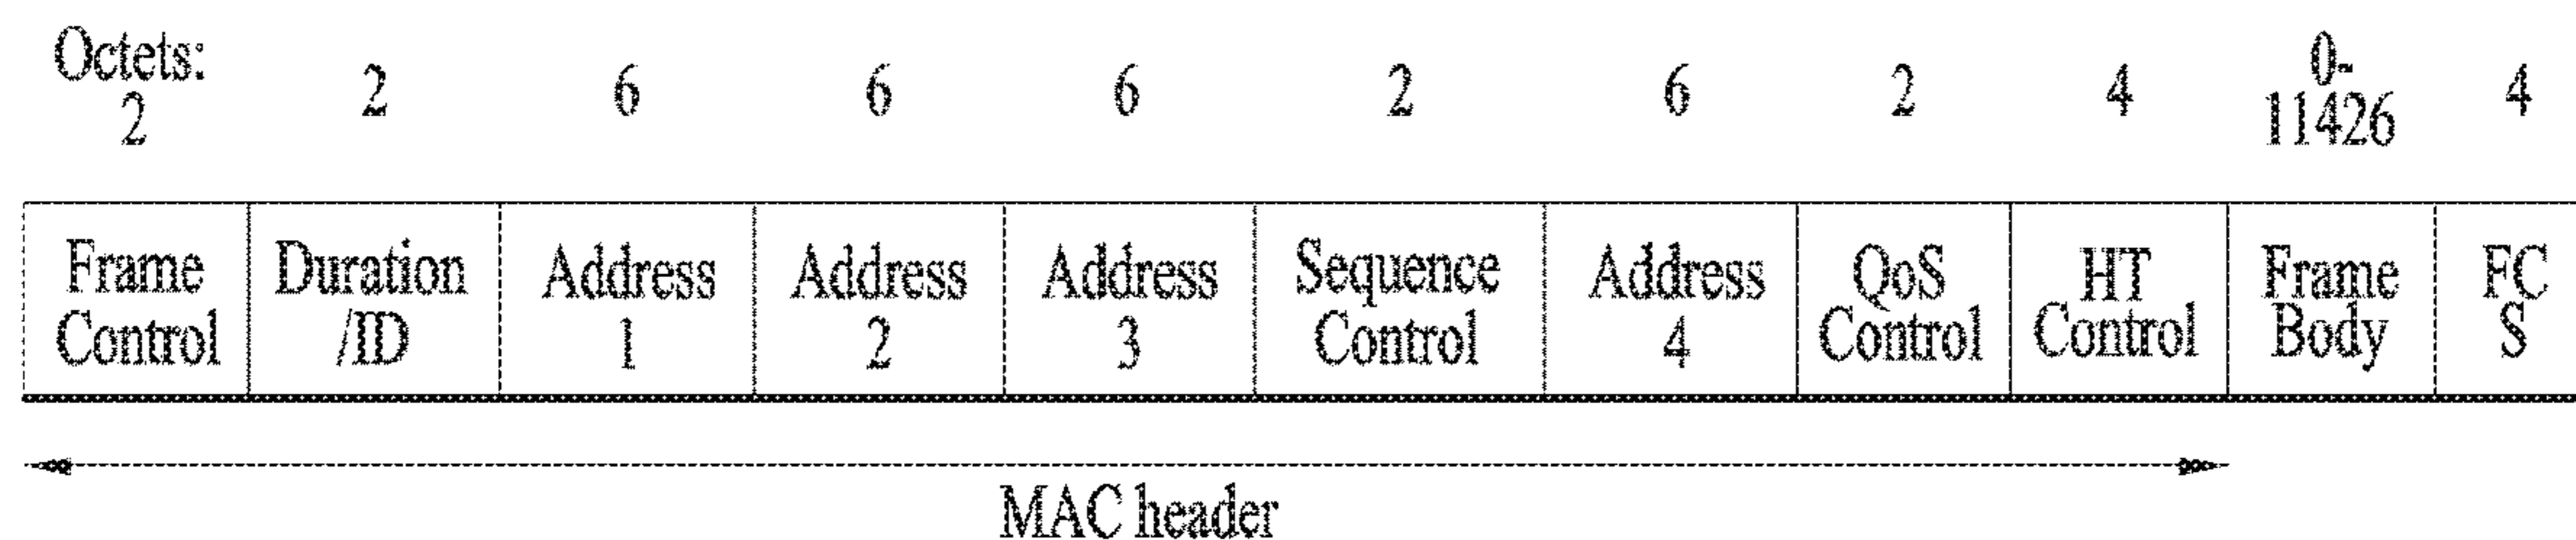 Octets:
2 2 6 6 6 2 6 2 4 0-
11426 4
Frame
Control Duration
/ID Address
1 Address
2 Address
3 Sequence
Control Address
4 QoS
Control HT
Control Frame
Body FC
S
MAC header